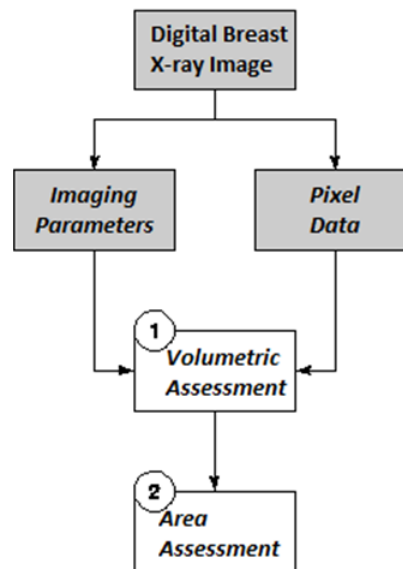 Digital Breast
X-ray Image
Imaging
Parameters
Pixel
Data
1
Volumetric
Assessment
2
Area
Assessment